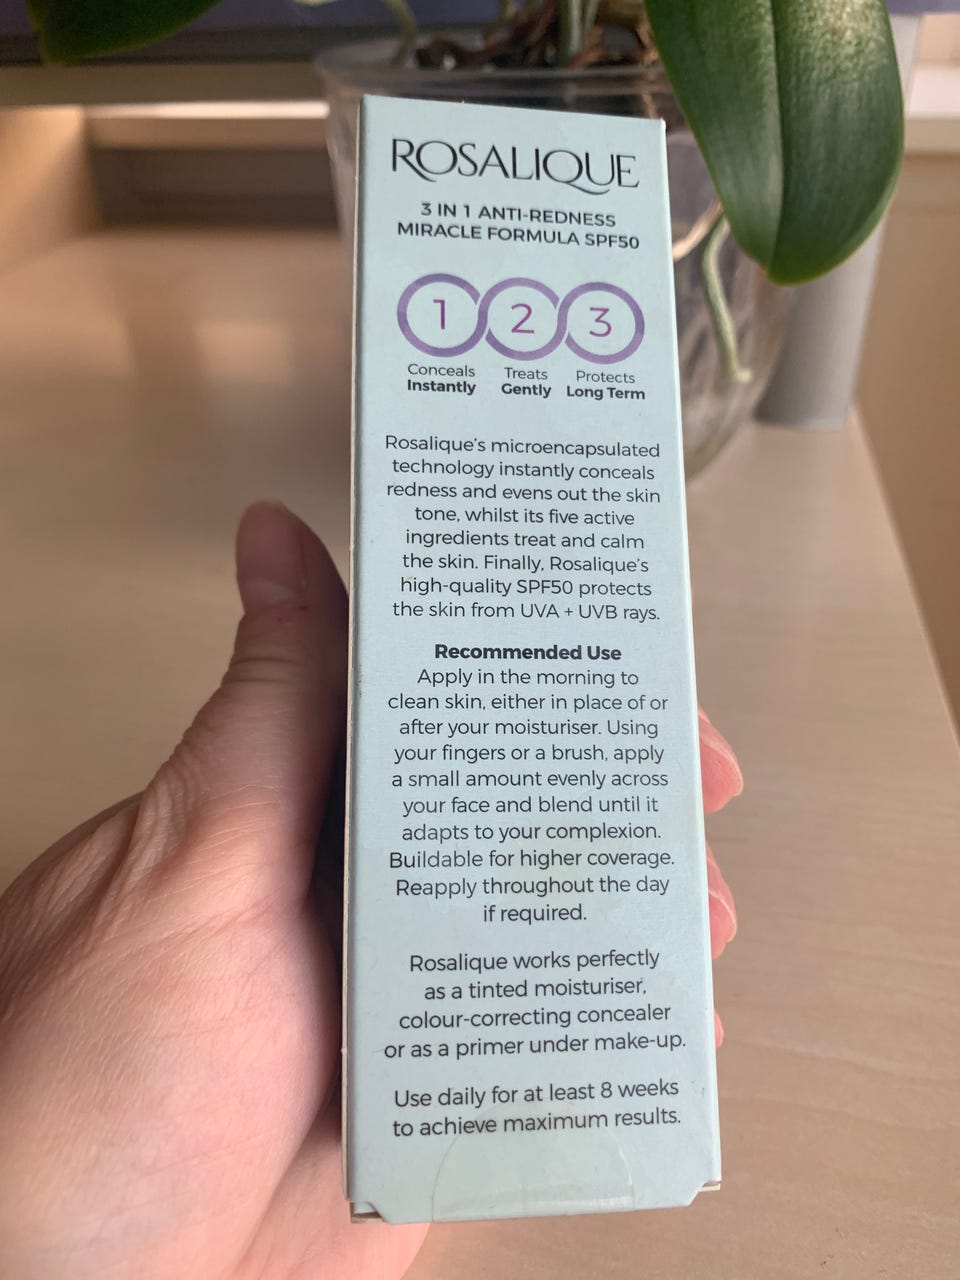 ROSALIQUE
3 IN 1 ANTI-REDNESS
MIRACLE FORMULA SPF50
1 2 3
Conceals Treats Protects
Instantly Gently Long Term
Rosalique's microencapsulated
technology instantly conceals
redness and evens out the skin
tone, whilst its five active
ingredients treat and calm
the skin. Finally, Rosalique's
high-quality SPF50 protects
the skin from UVA + UVB rays.
Recommended Use
Apply in the morning to
clean skin, either in place of or
after your moisturiser. Using
your fingers or a brush, apply
a small amount evenly across
your face and blend until it
adapts to your complexion.
Buildable for higher coverage.
Reapply throughout the day
if required.
Rosalique works perfectly
as a tinted moisturiser,
colour-correcting concealer
or as a primer under make-up.
Use daily for at least 8 weeks
to achieve maximum results.